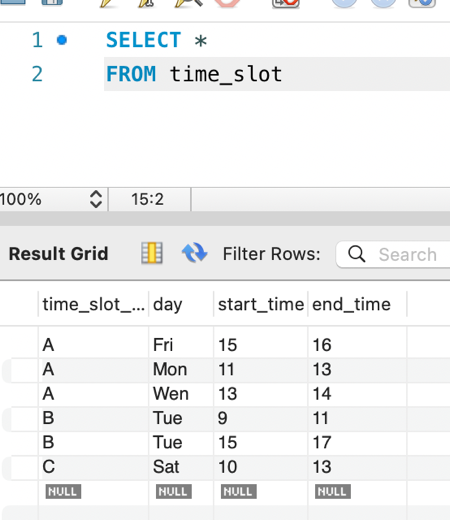 1 SELECT *
2 FROM time_slot
100% 15:2
Result Grid Filter Rows: Search
time_slot_... day start_time end_time
A Fri 15 16
A Mon 11 13
A Wen 13 14
B Tue 9 11
B Tue 15 17
C Sat 10 13
NULL NULL NULL NULL